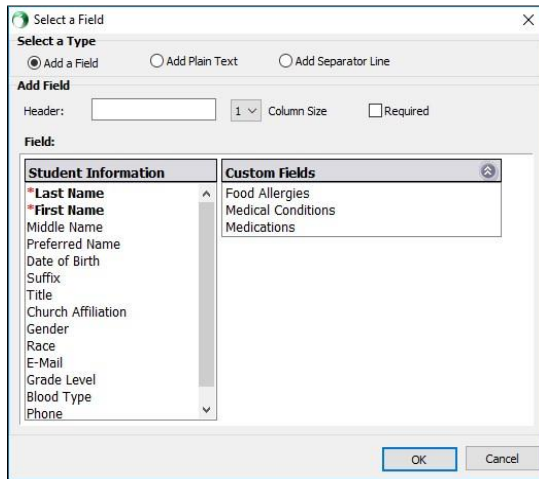 Select a Field
Select a Type
Add a Field Add Plain Text Add Separator Line
Add Field
Header: 1 Column Size Required
Field:
Student Information
*Last Name
*First Name
Middle Name
Preferred Name
Date of Birth
Suffix
Title
Church Affiliation
Gender
Race
E-Mail
Grade Level
Blood Type
Phone
Custom Fields
Food Allergies
Medical Conditions
Medications
OK Cancel